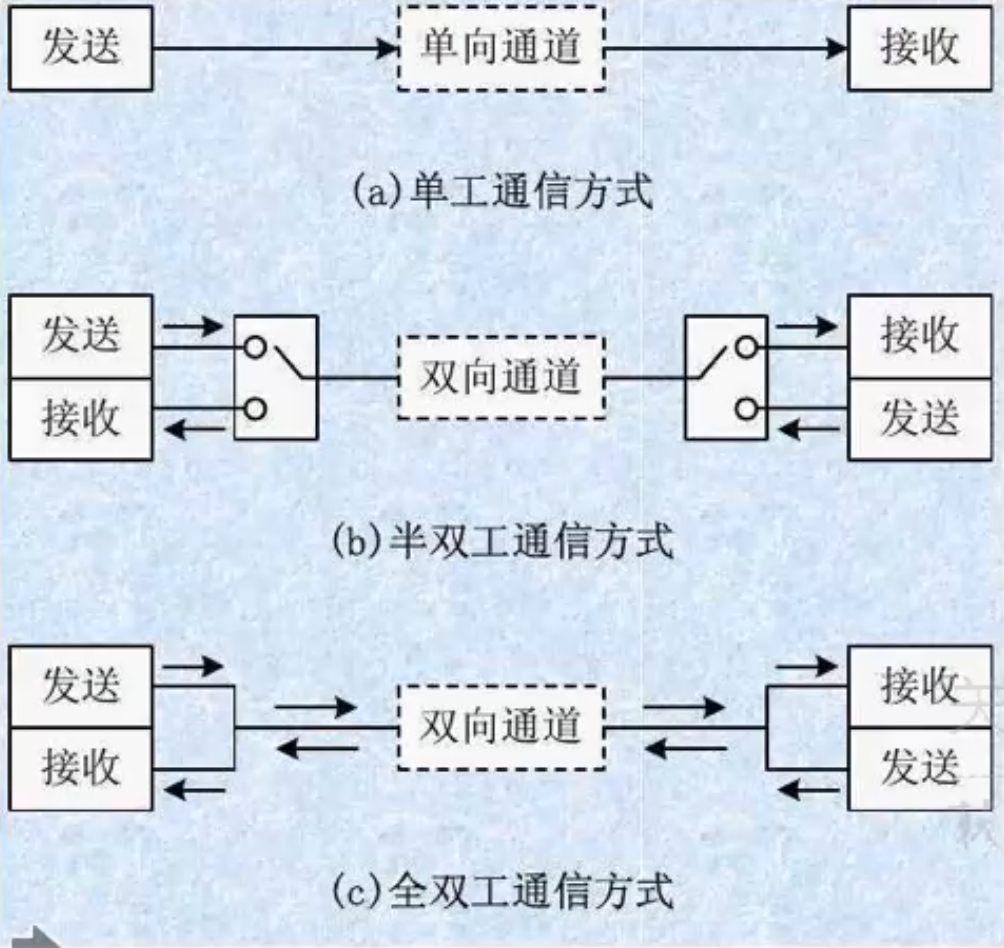 发送 单向通道 接收
(a)单工通信方式
发送 接收
双向通道
接收 发送
(b)半双工通信方式
发送 接收
双向通道
接收 发送
(c)全双工通信方式